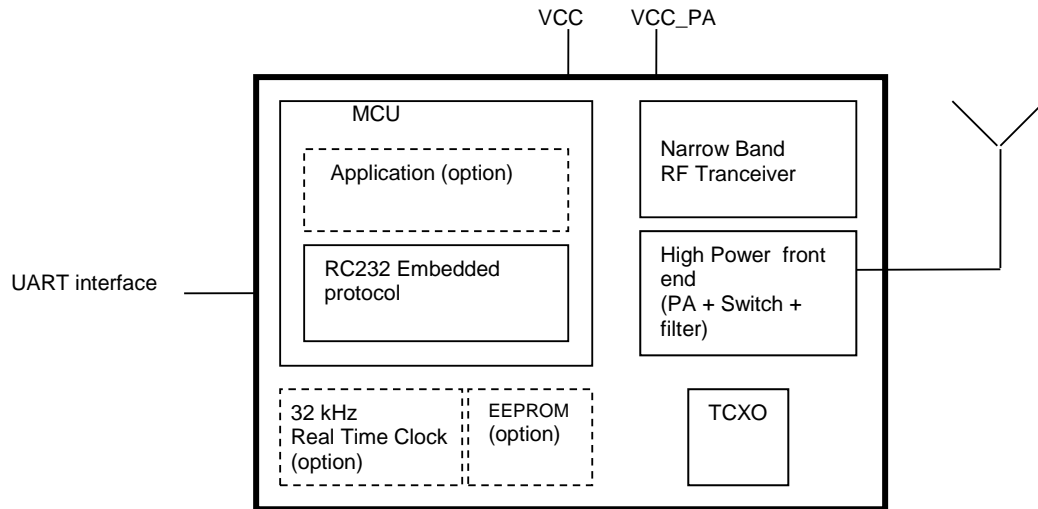 VCC VCC_PA
MCU
Application (option)
RC232 Embedded
protocol
Narrow Band
RF Tranceiver
High Power front
end
(PA + Switch +
filter)
UART interface
32 kHz
Real Time Clock
(option)
EEPROM
(option)
TCXO